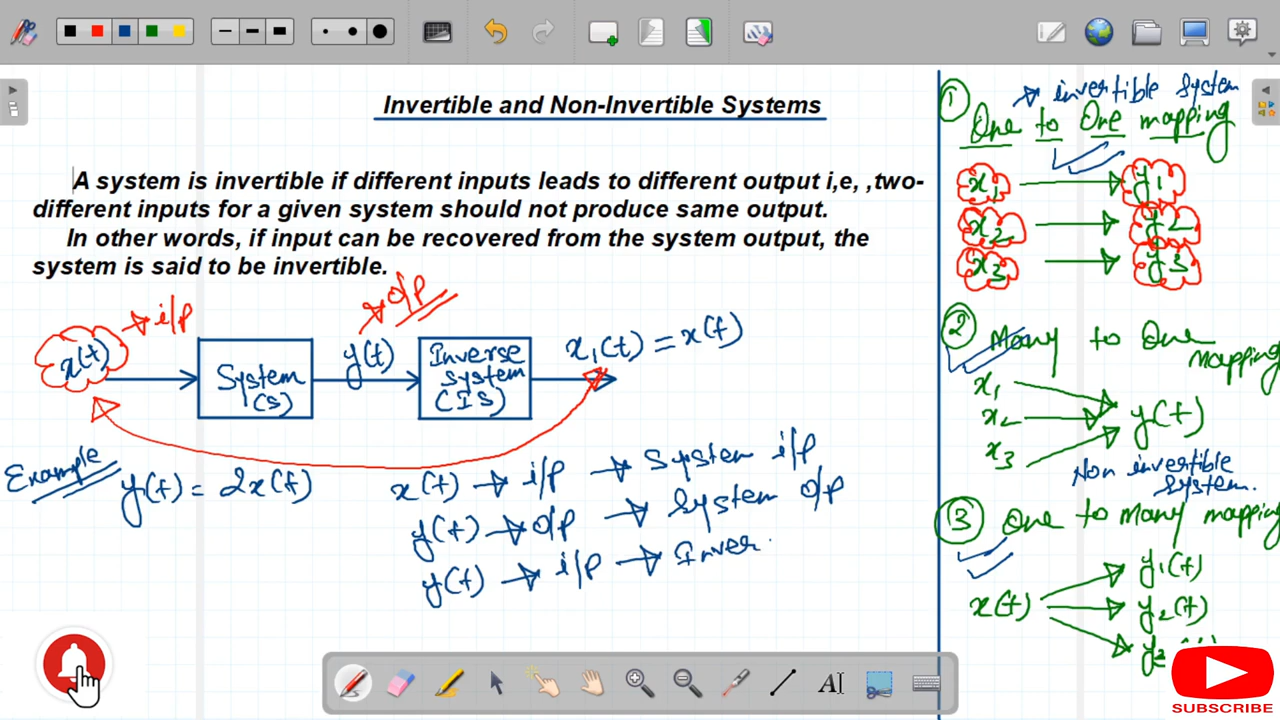 Invertible and Non-Invertible Systems
A system is invertible if different inputs leads to different output i,e, ,two-
different inputs for a given system should not produce same output.
In other words, if input can be recovered from the system output, the
system is said to be invertible.
x(t) → i/p
System
(S)
y(t) → o/p
Inverse
system
(IS)
x₁(t) = x(t)
Example
y(t) = 2x(t)
x(t) → i/p → System i/p
y(t) → o/p → System o/p
y(t) → i/p → Inver
① → invertible System
One to One mapping
x₁ → y1
x2 → y2
x3 → y3
② Many to One
mapping
x₁
x₂ → y(t)
x3
Non invertible
system.
③ One to Many mapping
y₁(t)
x(t) → y₂(t)
SUBSCRIBE